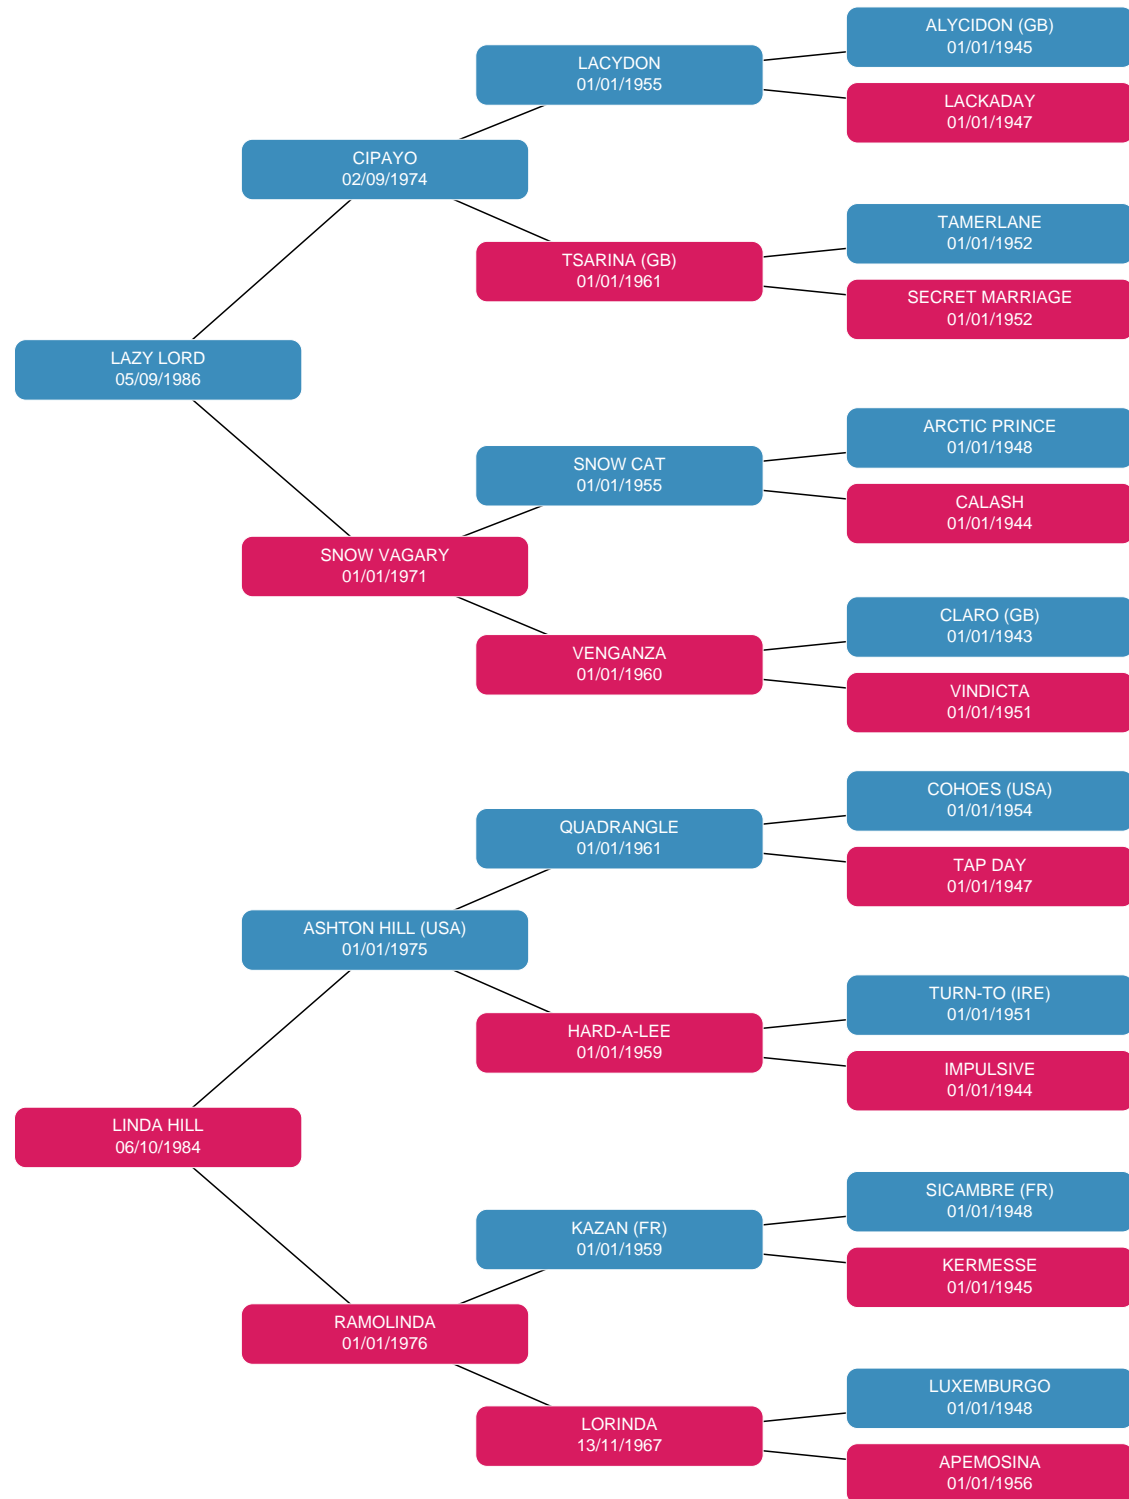 ALYCIDON (GB)
01/01/1945
LACYDON
01/01/1955
LACKADAY
01/01/1947
CIPAYO
02/09/1974
TAMERLANE
01/01/1952
TSARINA (GB)
01/01/1961
SECRET MARRIAGE
01/01/1952
LAZY LORD
05/09/1986
ARCTIC PRINCE
01/01/1948
SNOW CAT
01/01/1955
CALASH
01/01/1944
SNOW VAGARY
01/01/1971
CLARO (GB)
01/01/1943
VENGANZA
01/01/1960
VINDICTA
01/01/1951
COHOES (USA)
01/01/1954
QUADRANGLE
01/01/1961
TAP DAY
01/01/1947
ASHTON HILL (USA)
01/01/1975
TURN-TO (IRE)
01/01/1951
HARD-A-LEE
01/01/1959
IMPULSIVE
01/01/1944
LINDA HILL
06/10/1984
SICAMBRE (FR)
01/01/1948
KAZAN (FR)
01/01/1959
KERMESSE
01/01/1945
RAMOLINDA
01/01/1976
LUXEMBURGO
01/01/1948
LORINDA
13/11/1967
APEMOSINA
01/01/1956